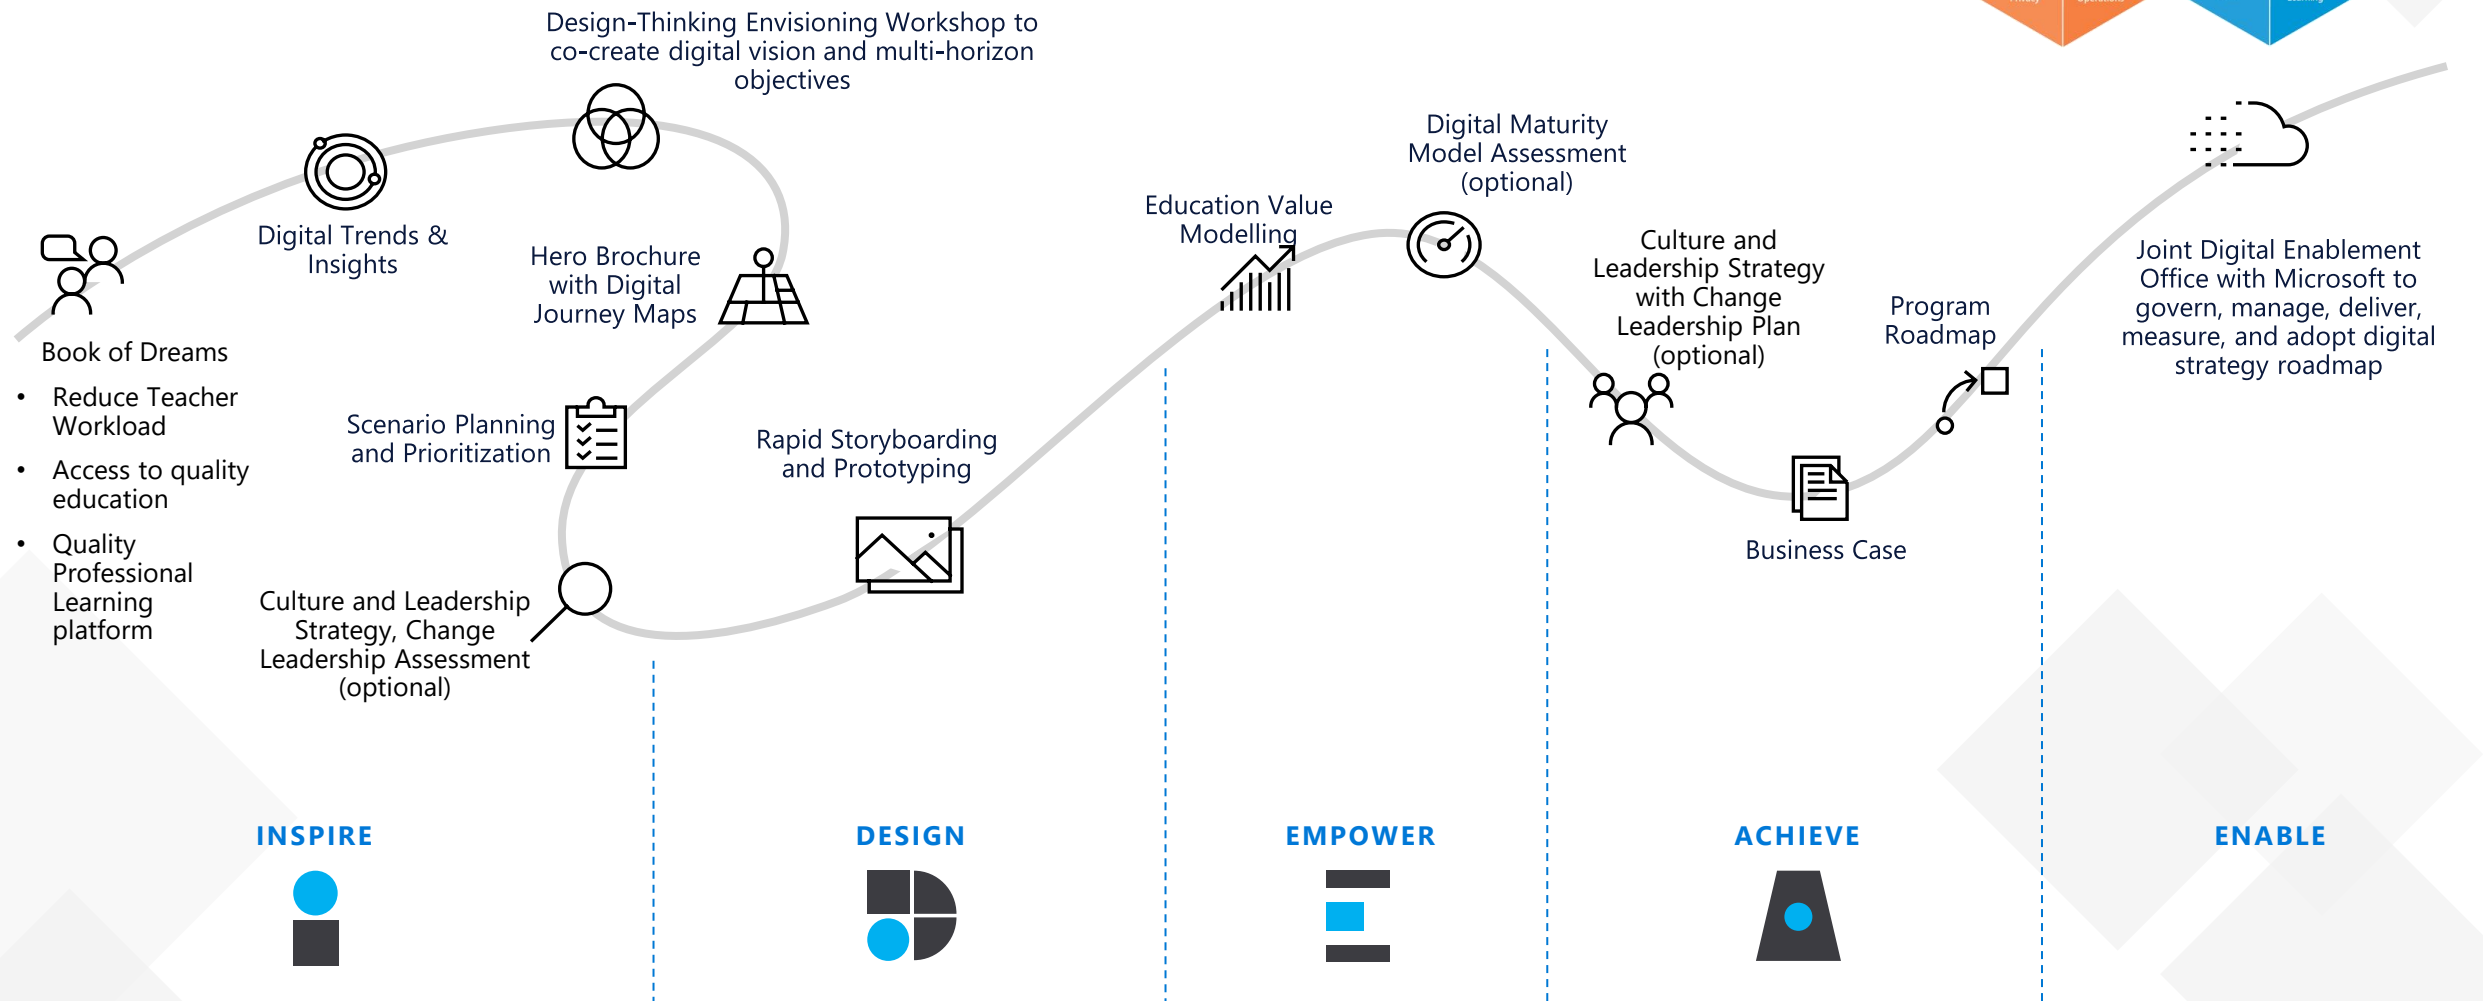 Design-Thinking Envisioning Workshop to
co-create digital vision and multi-horizon
objectives
Digital Trends &
Insights
Book of Dreams
• Reduce Teacher
Workload
• Access to quality
education
• Quality
Professional
Learning
platform
Hero Brochure
with Digital
Journey Maps
Scenario Planning
and Prioritization
Culture and Leadership
Strategy, Change
Leadership Assessment
(optional)
Rapid Storyboarding
and Prototyping
Education Value
Modelling
Digital Maturity
Model Assessment
(optional)
Culture and
Leadership Strategy
with Change
Leadership Plan
(optional)
Business Case
Program
Roadmap
Joint Digital Enablement
Office with Microsoft to
govern, manage, deliver,
measure, and adopt digital
strategy roadmap
INSPIRE
DESIGN
EMPOWER
ACHIEVE
ENABLE